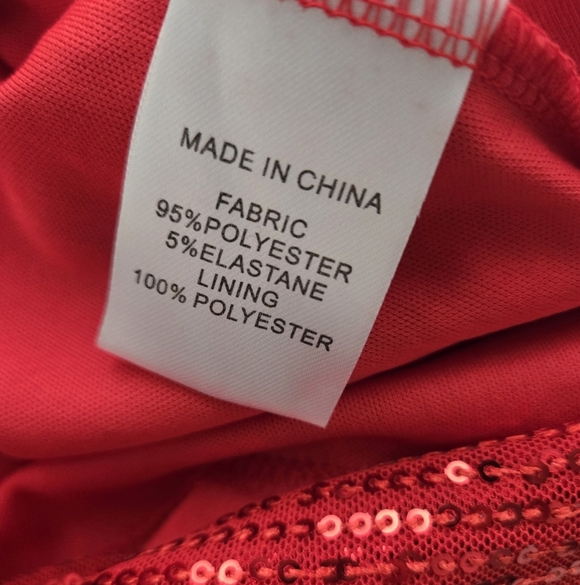 MADE IN CHINA
FABRIC
95%POLYESTER
5%ELASTANE
LINING
100% POLYESTER